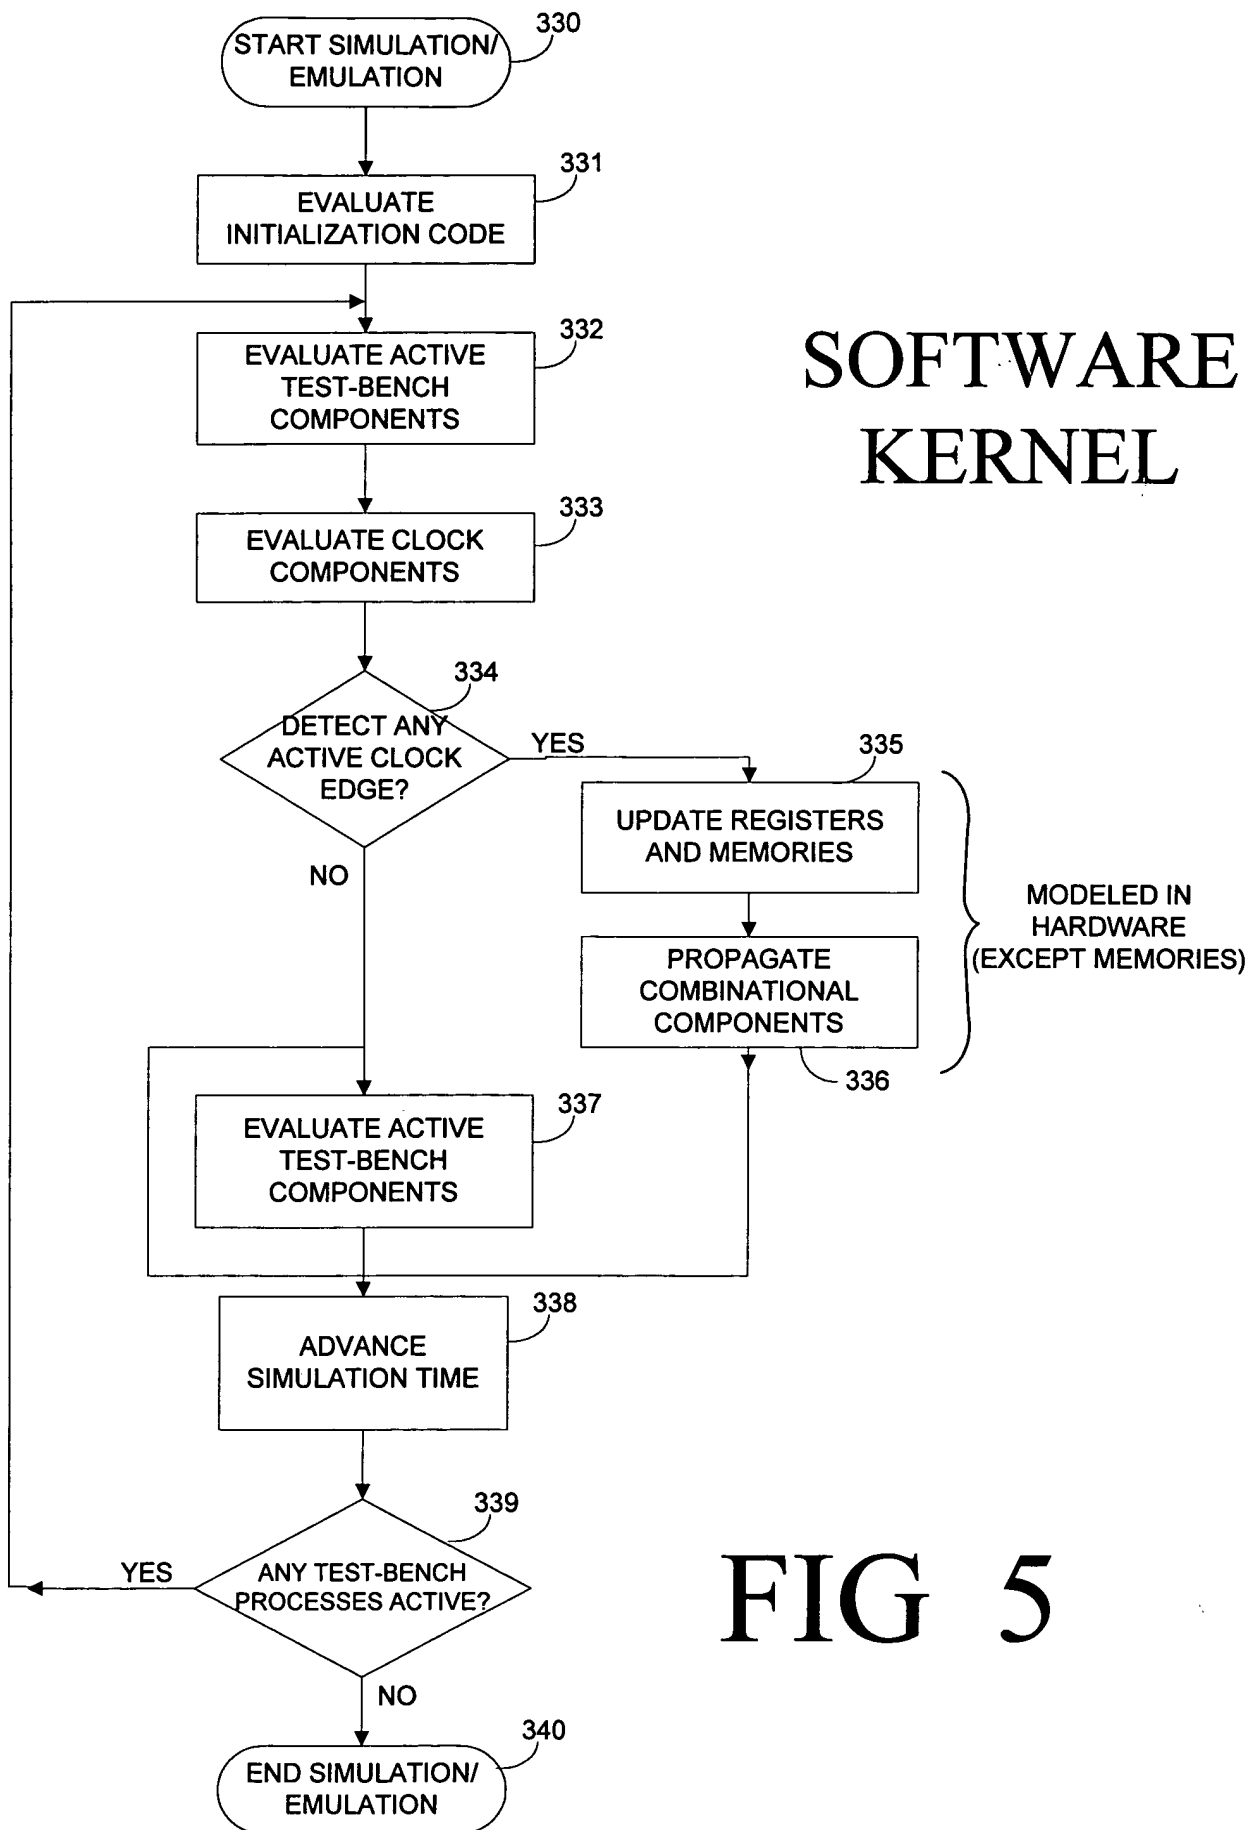 START SIMULATION/
EMULATION
330
331
EVALUATE
INITIALIZATION CODE
332
EVALUATE ACTIVE
TEST-BENCH
COMPONENTS
SOFTWARE
KERNEL
333
EVALUATE CLOCK
COMPONENTS
334
DETECT ANY
ACTIVE CLOCK
EDGE?
YES
NO
335
UPDATE REGISTERS
AND MEMORIES
PROPAGATE
COMBINATIONAL
COMPONENTS
336
MODELED IN
HARDWARE
(EXCEPT MEMORIES)
337
EVALUATE ACTIVE
TEST-BENCH
COMPONENTS
338
ADVANCE
SIMULATION TIME
339
ANY TEST-BENCH
PROCESSES ACTIVE?
YES
NO
FIG 5
340
END SIMULATION/
EMULATION